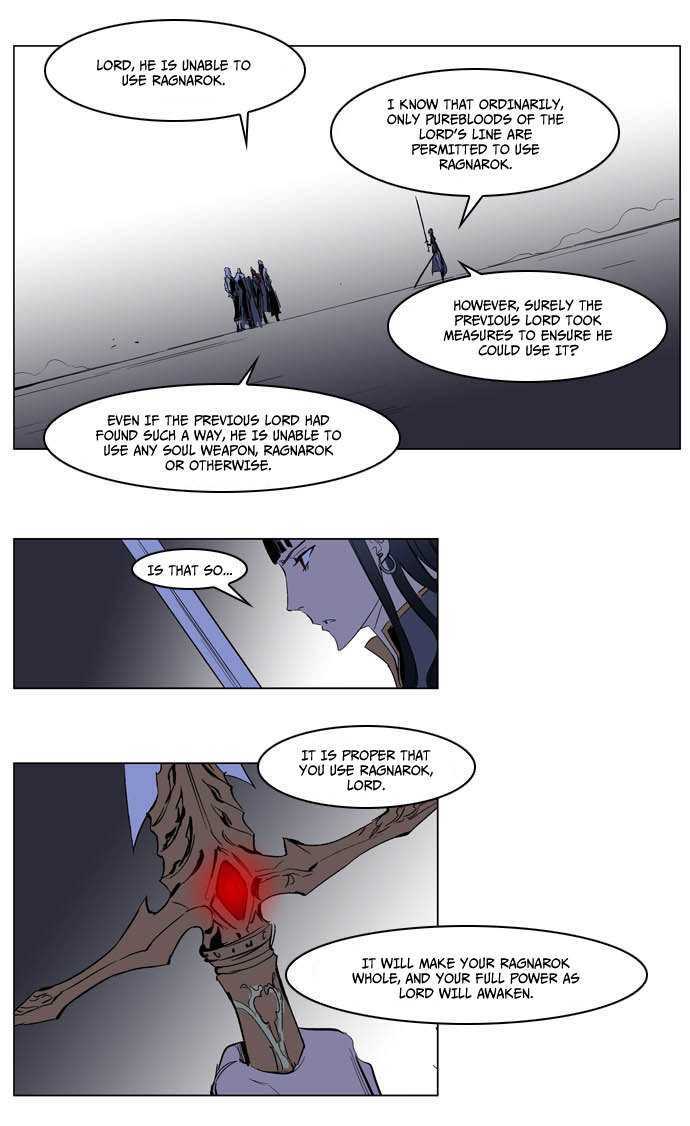 LORD, HE IS UNABLE TO
USE RAGNAROK.
I KNOW THAT ORDINARILY,
ONLY PUREBLOODS OF THE
LORD'S LINE ARE
PERMITTED TO USE
RAGNAROK.
HOWEVER, SURELY THE
PREVIOUS LORD TOOK
MEASURES TO ENSURE HE
COULD USE IT?
EVEN IF THE PREVIOUS LORD HAD
FOUND SUCH A WAY, HE IS UNABLE TO
USE ANY SOUL WEAPON, RAGNAROK
OR OTHERWISE.
IS THAT SO...
IT IS PROPER THAT
YOU USE RAGNAROK,
LORD.
IT WILL MAKE YOUR RAGNAROK
WHOLE, AND YOUR FULL POWER AS
LORD WILL AWAKEN.